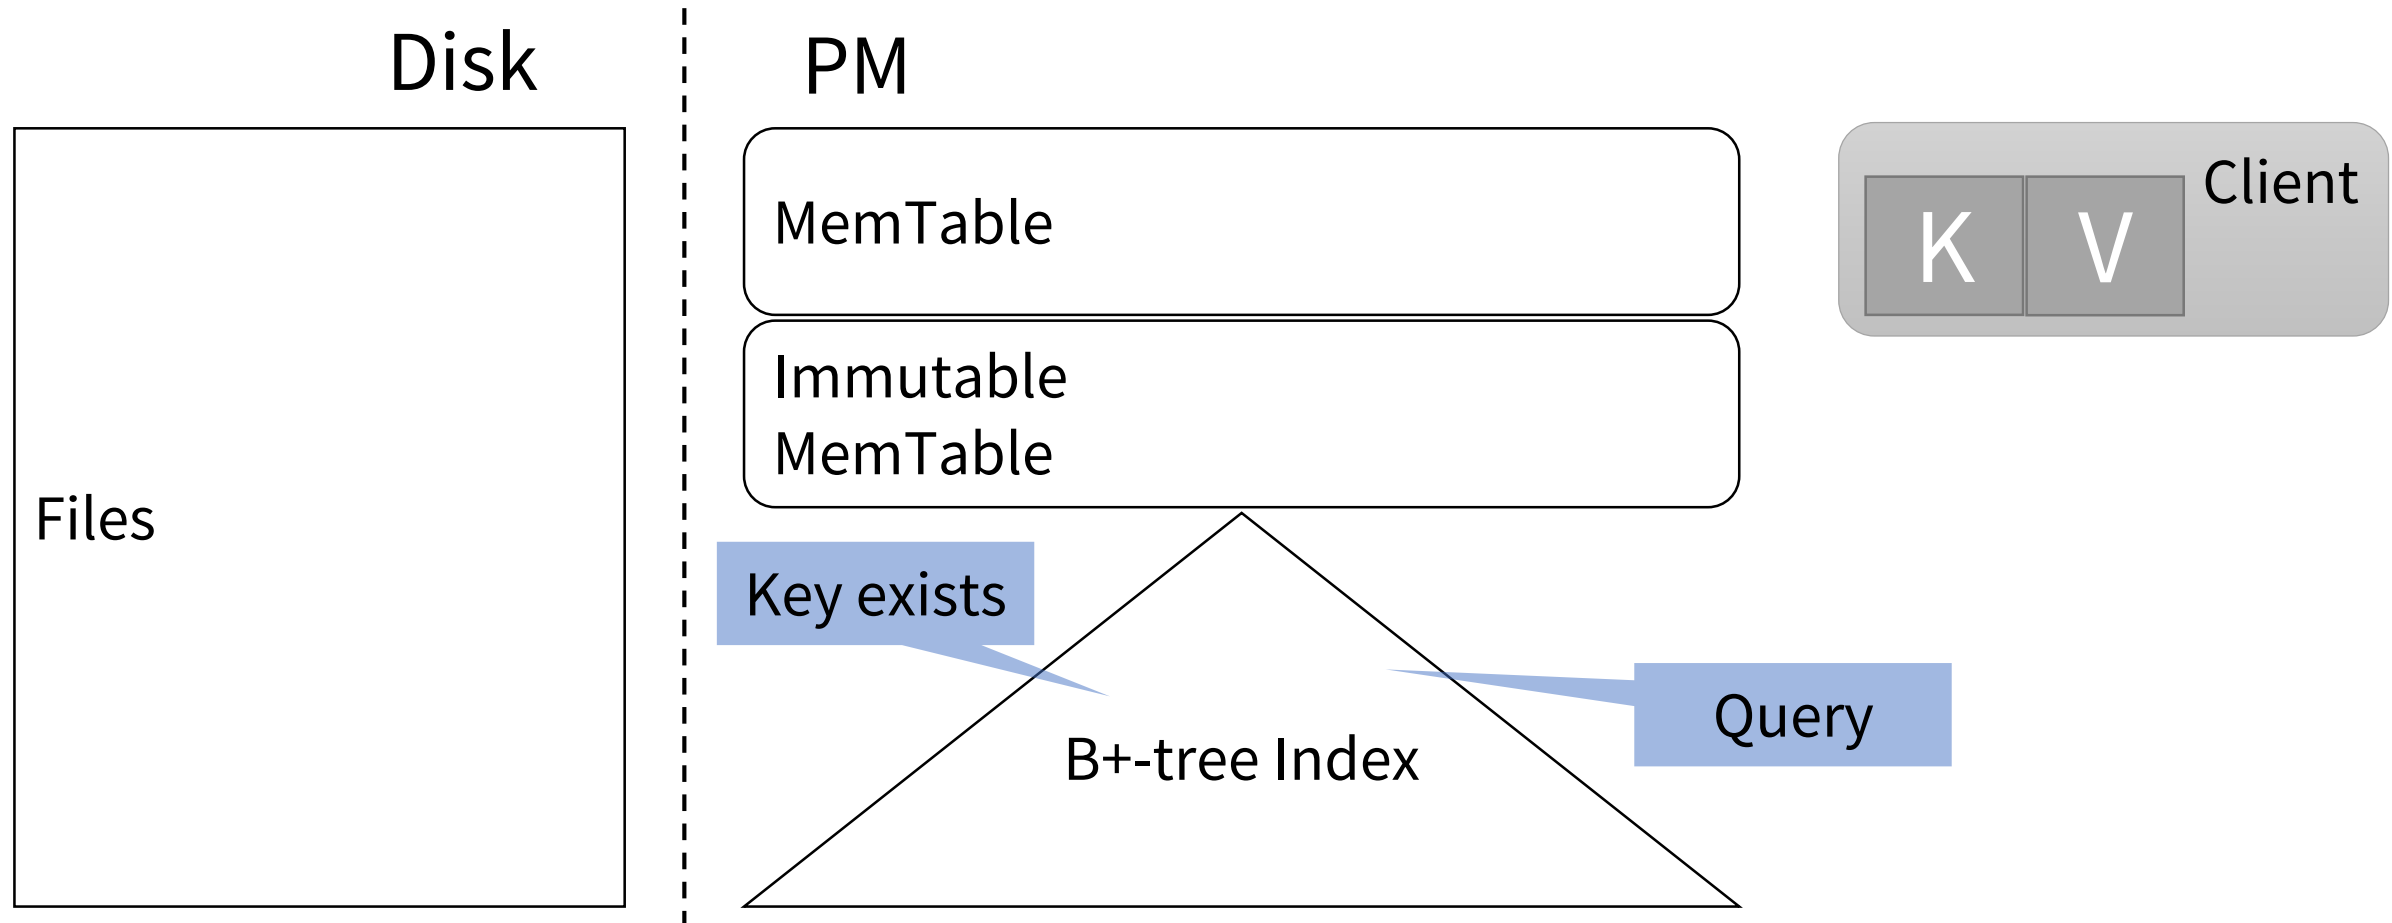 Disk
PM
Files
MemTable
Immutable
MemTable
Client
K V
Key exists
Query
B+-tree Index